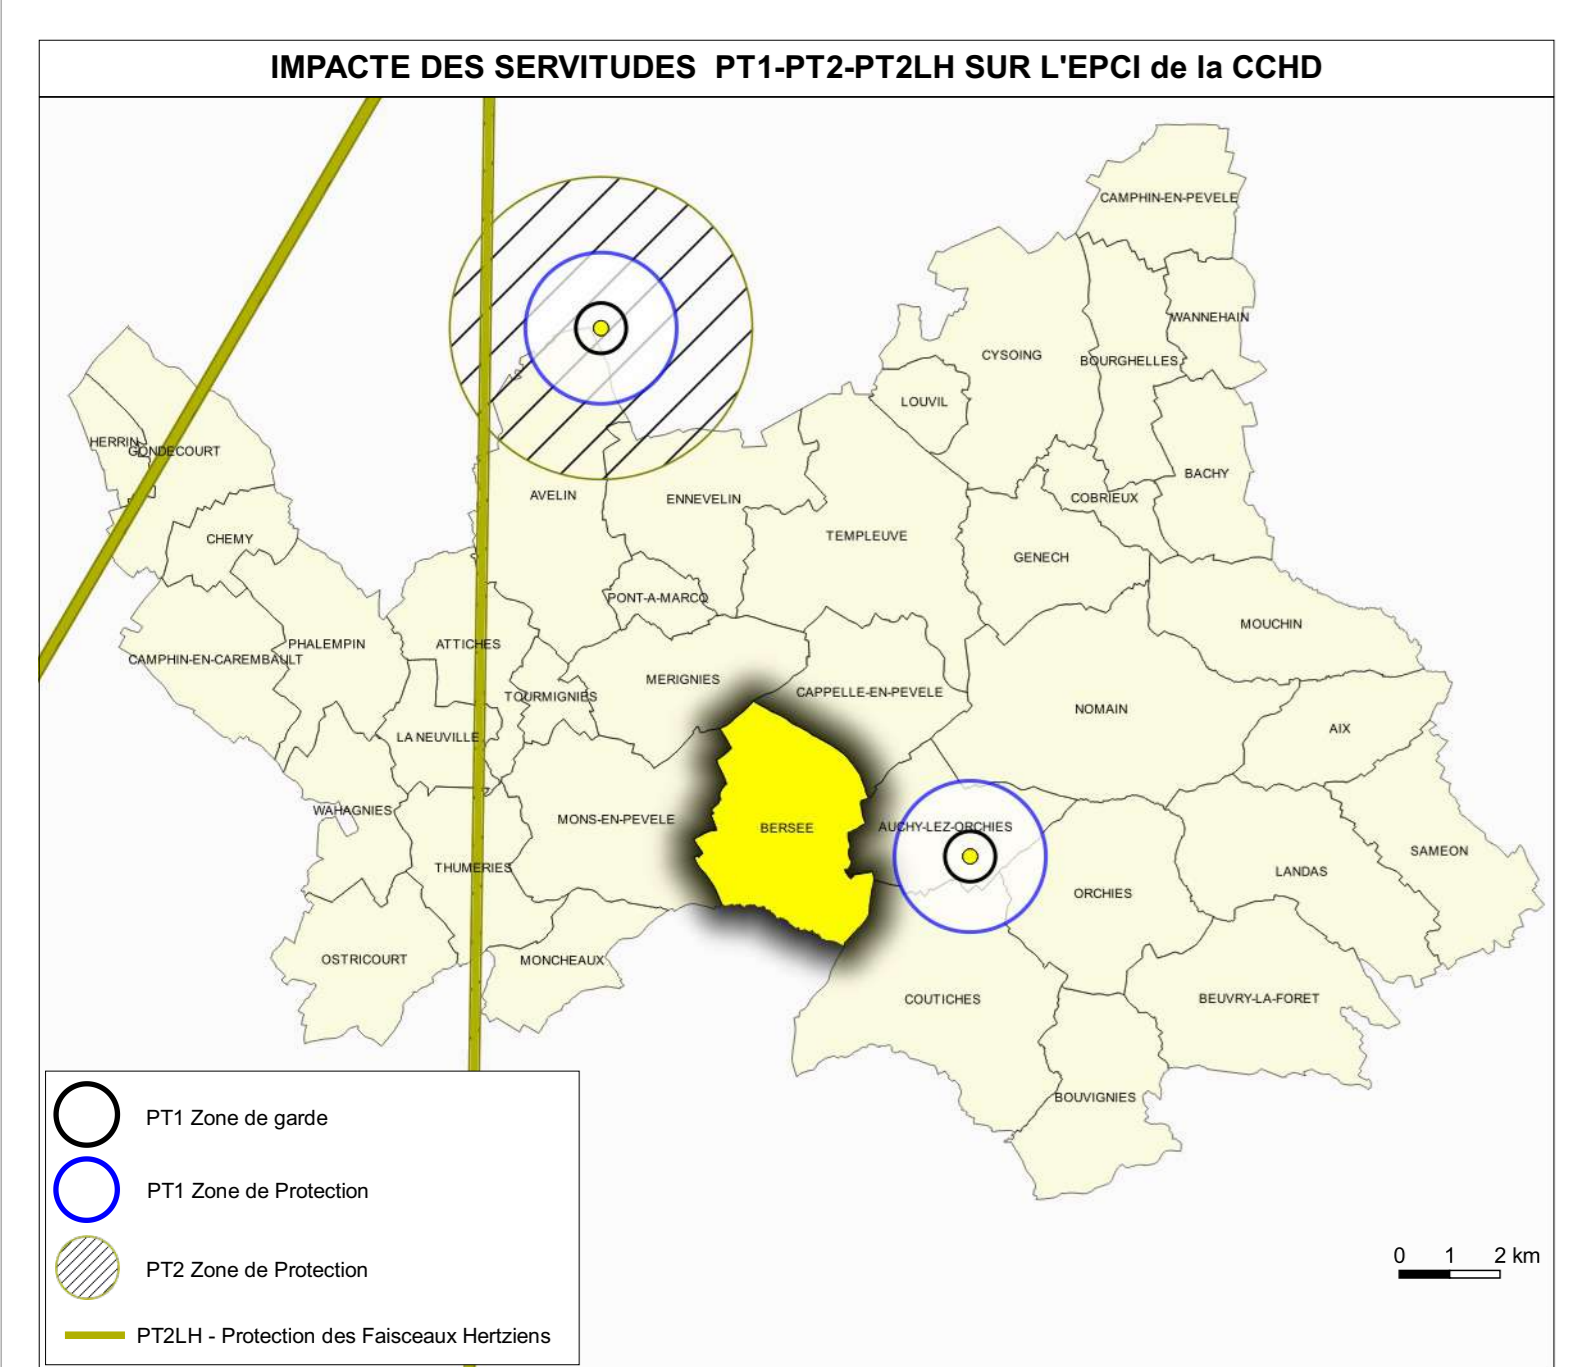 IMPACTE DES SERVITUDES PT1-PT2-PT2LH SUR L'EPCI de la CCHD
CAMPHIN-EN-PEVELE
WANNEHAIN
CYSOING
BOURGHELLES
LOUVIL
HERRIN
GONDECOURT
BACHY
AVELIN
ENNEVELIN
COBRIEUX
CHEMY
TEMPLEUVE
GENECH
PONT-A-MARCQ
MOUCHIN
PHALEMPIN
ATTICHES
CAMPHIN-EN-CAREMBAULT
MERIGNIES
CAPPELLE-EN-PEVELE
TOURMIGNIES
NOMAIN
AIX
LA NEUVILLE
WAHAGNIES
MONS-EN-PEVELE
BERSEE
AUCHY-LEZ-ORCHIES
SAMEON
THUMERIES
LANDAS
ORCHIES
OSTRICOURT
MONCHEAUX
COUTICHES
BEUVRY-LA-FORET
BOUVIGNIES
PT1 Zone de garde
PT1 Zone de Protection
PT2 Zone de Protection
PT2LH - Protection des Faisceaux Hertziens
0 1 2 km